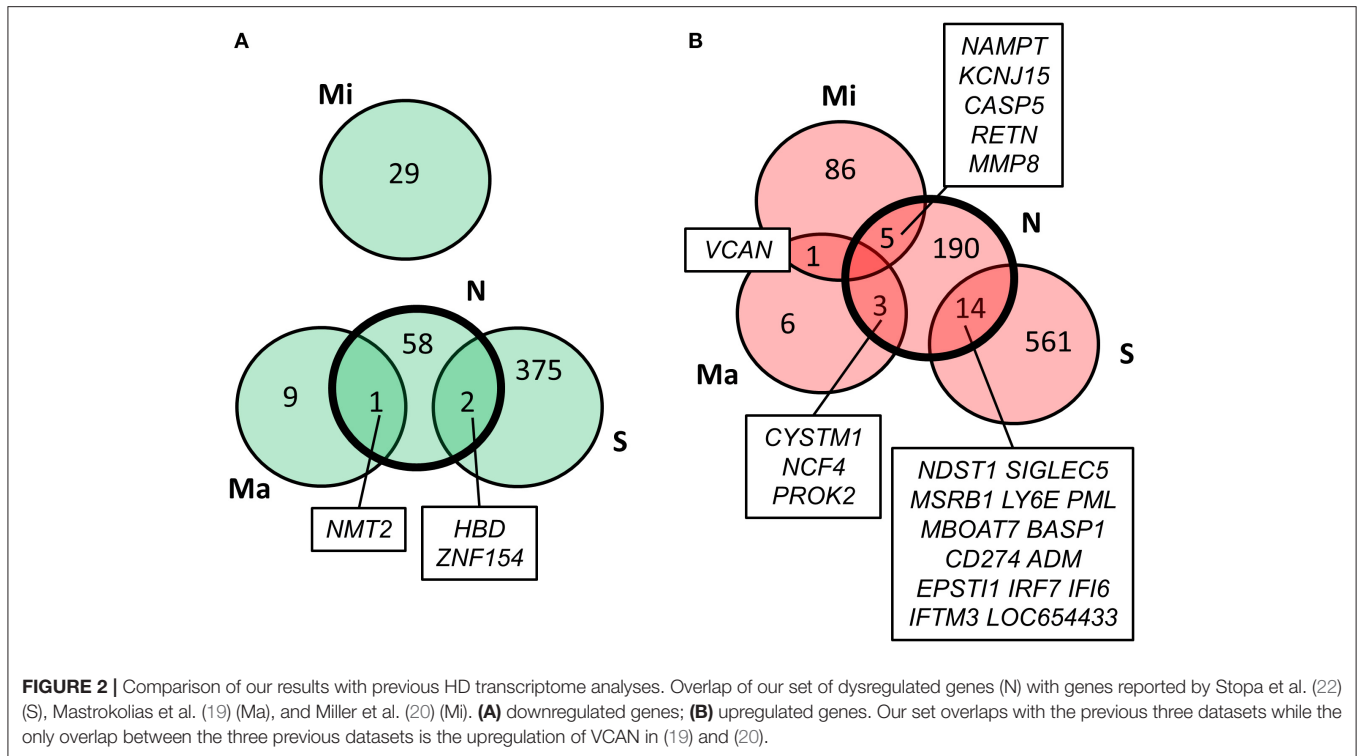 A
Mi
29
N
58
375
9
1
2
S
Ma
NMT2
HBD
ZNF154
B
NAMPT
KCNJ15
CASP5
RETN
MMP8
Mi
86
N
5
190
VCAN
1
3
14
6
561
Ma
S
CYSTM1
NCF4
PROK2
NDST1 SIGLEC5
MSRB1 LY6E PML
MBOAT7 BASP1
CD274 ADM
EPSTI1 IRF7 IFI6
IFTM3 LOC654433
FIGURE 2 | Comparison of our results with previous HD transcriptome analyses. Overlap of our set of dysregulated genes (N) with genes reported by Stopa et al. (22)
(S), Mastrokolias et al. (19) (Ma), and Miller et al. (20) (Mi). (A) downregulated genes; (B) upregulated genes. Our set overlaps with the previous three datasets while the
only overlap between the three previous datasets is the upregulation of VCAN in (19) and (20).